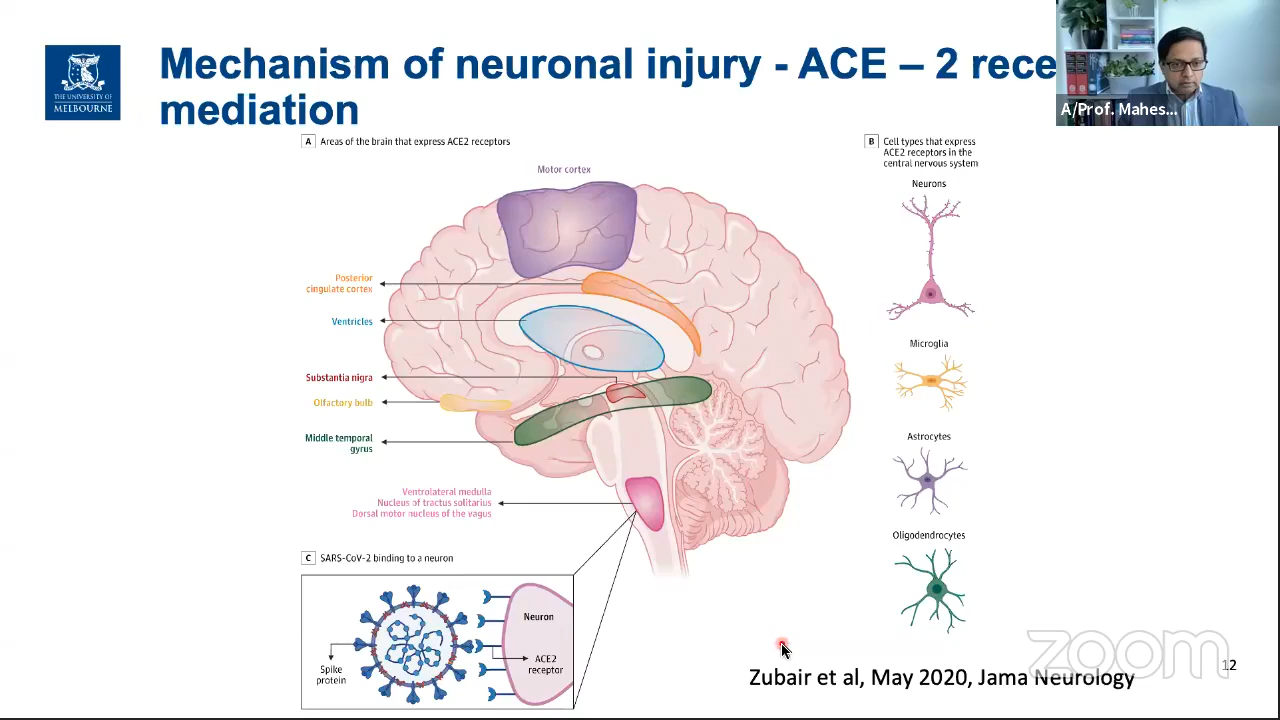 THE UNIVERSITY OF
MELBOURNE
Mechanism of neuronal injury - ACE – 2 rece
mediation
A/Prof. Mahes...
A Areas of the brain that express ACE2 receptors
Motor cortex
Posterior
cingulate cortex
Ventricles
Substantia nigra
Olfactory bulb
Middle temporal
gyrus
Ventrolateral medulla
Nucleus of tractus solitarius
Dorsal motor nucleus of the vagus
B Cell types that express
ACE2 receptors in the
central nervous system
Neurons
Microglia
Astrocytes
Oligodendrocytes
C SARS-CoV-2 binding to a neuron
Neuron
ACE2
receptor
Spike
protein
zoom
12
Zubair et al, May 2020, Jama Neurology